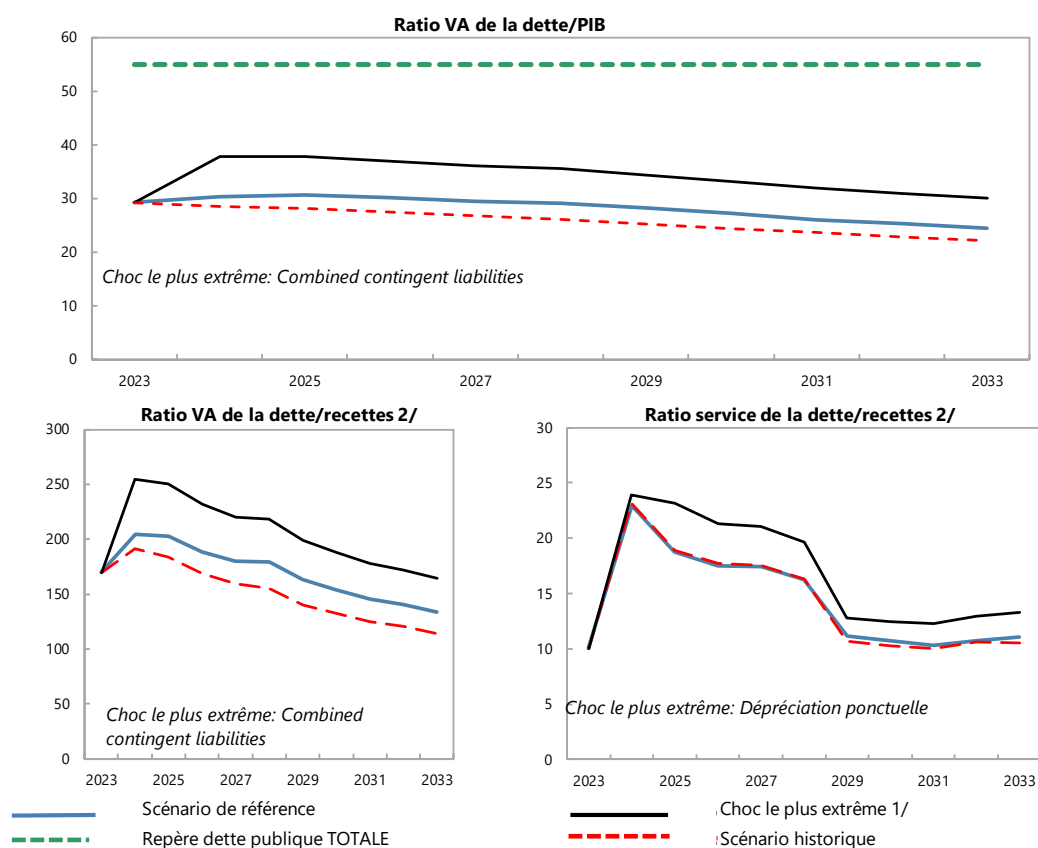 Ratio VA de la dette/PIB
60
50
40
30
20
10
0
Choc le plus extrême: Combined contingent liabilities
2023 2025 2027 2029 2031 2033
Ratio VA de la dette/recettes 2/
300
250
200
150
100
50
0
Choc le plus extrême: Combined
contingent liabilities
2023 2025 2027 2029 2031 2033
Ratio service de la dette/recettes 2/
30
25
20
15
10
5
0
Choc le plus extrême: Dépréciation ponctuelle
2023 2025 2027 2029 2031 2033
Scénario de référence
Choc le plus extrême 1/
Repère dette publique TOTALE
Scénario historique